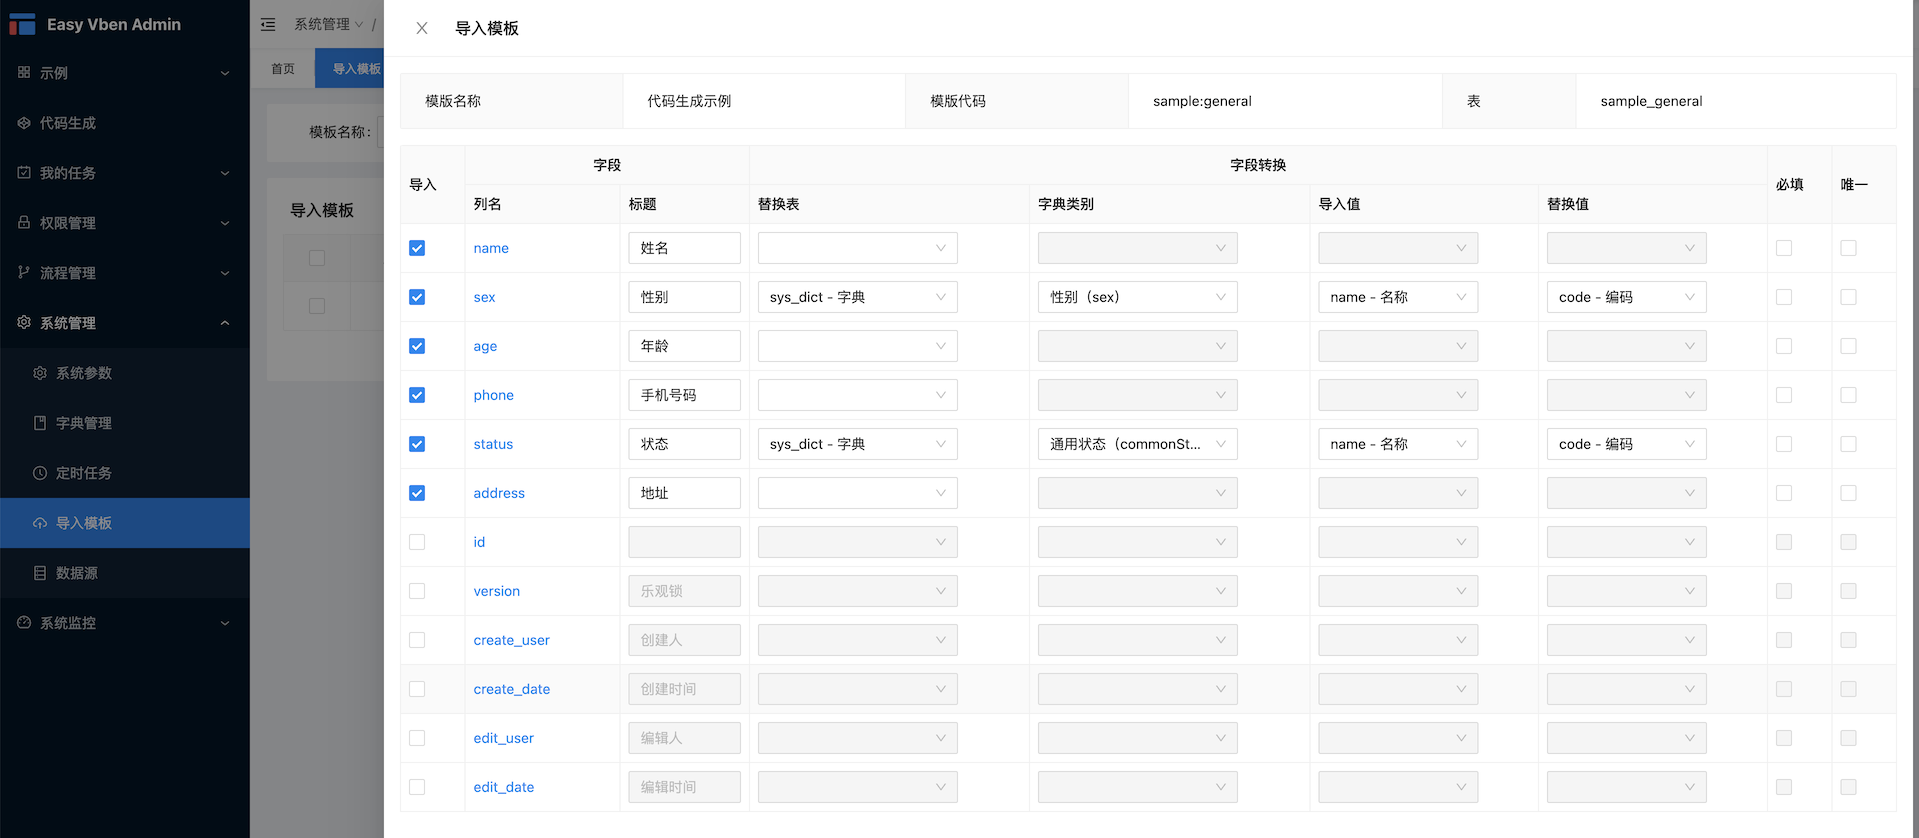 Easy Vben Admin
示例
代码生成
我的任务
权限管理
流程管理
系统管理
系统参数
字典管理
定时任务
导入模板
数据源
系统监控
系统管理 /
首页
导入模板
模板名称:
导入模板
导入模板
模版名称 代码生成示例 模版代码 sample:general 表 sample_general
导入 字段 字段转换 必填 唯一
列名 标题 替换表 字典类别 导入值 替换值
name 姓名
sex 性别 sys_dict - 字典 性别（sex） name - 名称 code - 编码
age 年龄
phone 手机号码
status 状态 sys_dict - 字典 通用状态（commonSt... name - 名称 code - 编码
address 地址
id
version 乐观锁
create_user 创建人
create_date 创建时间
edit_user 编辑人
edit_date 编辑时间